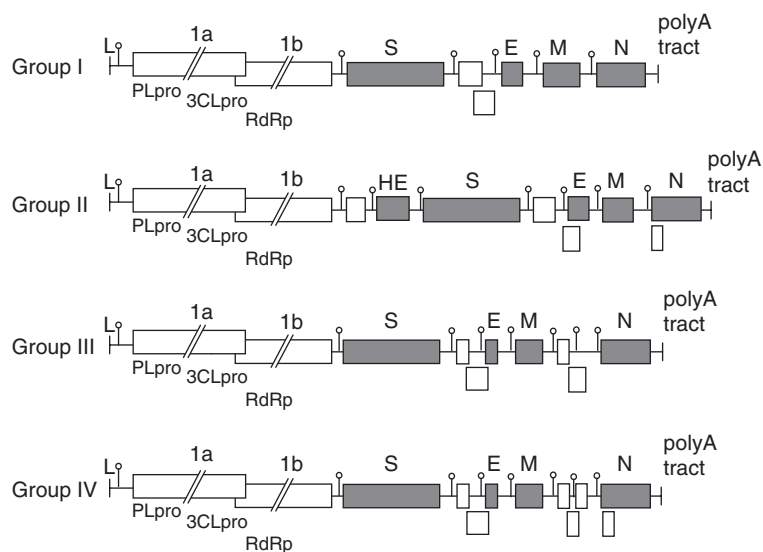 Group I
L
1a
1b
S
E
M
N
polyA
tract
PLpro
3CLpro
RdRp
Group II
L
1a
1b
HE
S
E
M
N
polyA
tract
PLpro
3CLpro
RdRp
Group III
L
1a
1b
S
E
M
N
polyA
tract
PLpro
3CLpro
RdRp
Group IV
L
1a
1b
S
E
M
N
polyA
tract
PLpro
3CLpro
RdRp